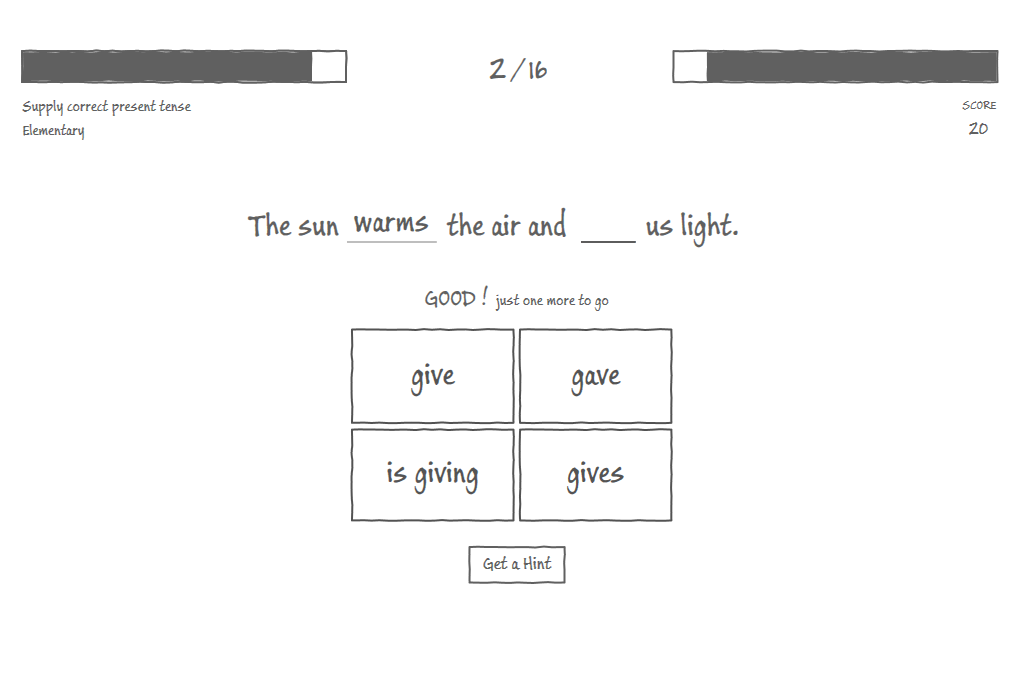 2/16
Supply correct present tense
Elementary
SCORE
20
The sun warms the air and ____ us light.
GOOD! just one more to go
give
gave
is giving
gives
Get a Hint